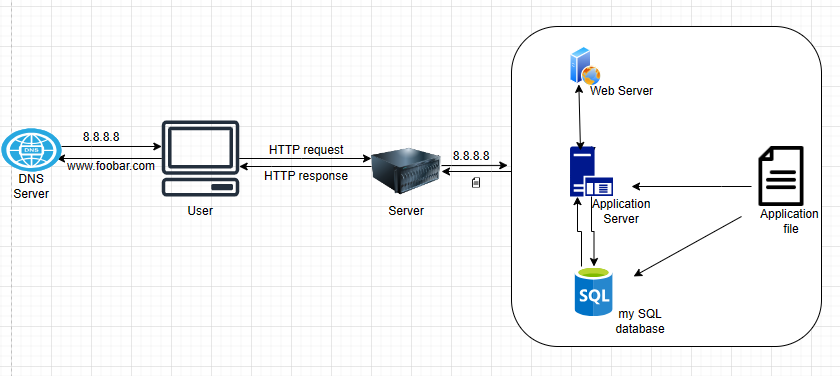 Web Server
8.8.8.8
DNS
www.foobar.com
DNS
Server
User
HTTP request
HTTP response
Server
8.8.8.8
Application
Server
Application
file
SQL
my SQL
database